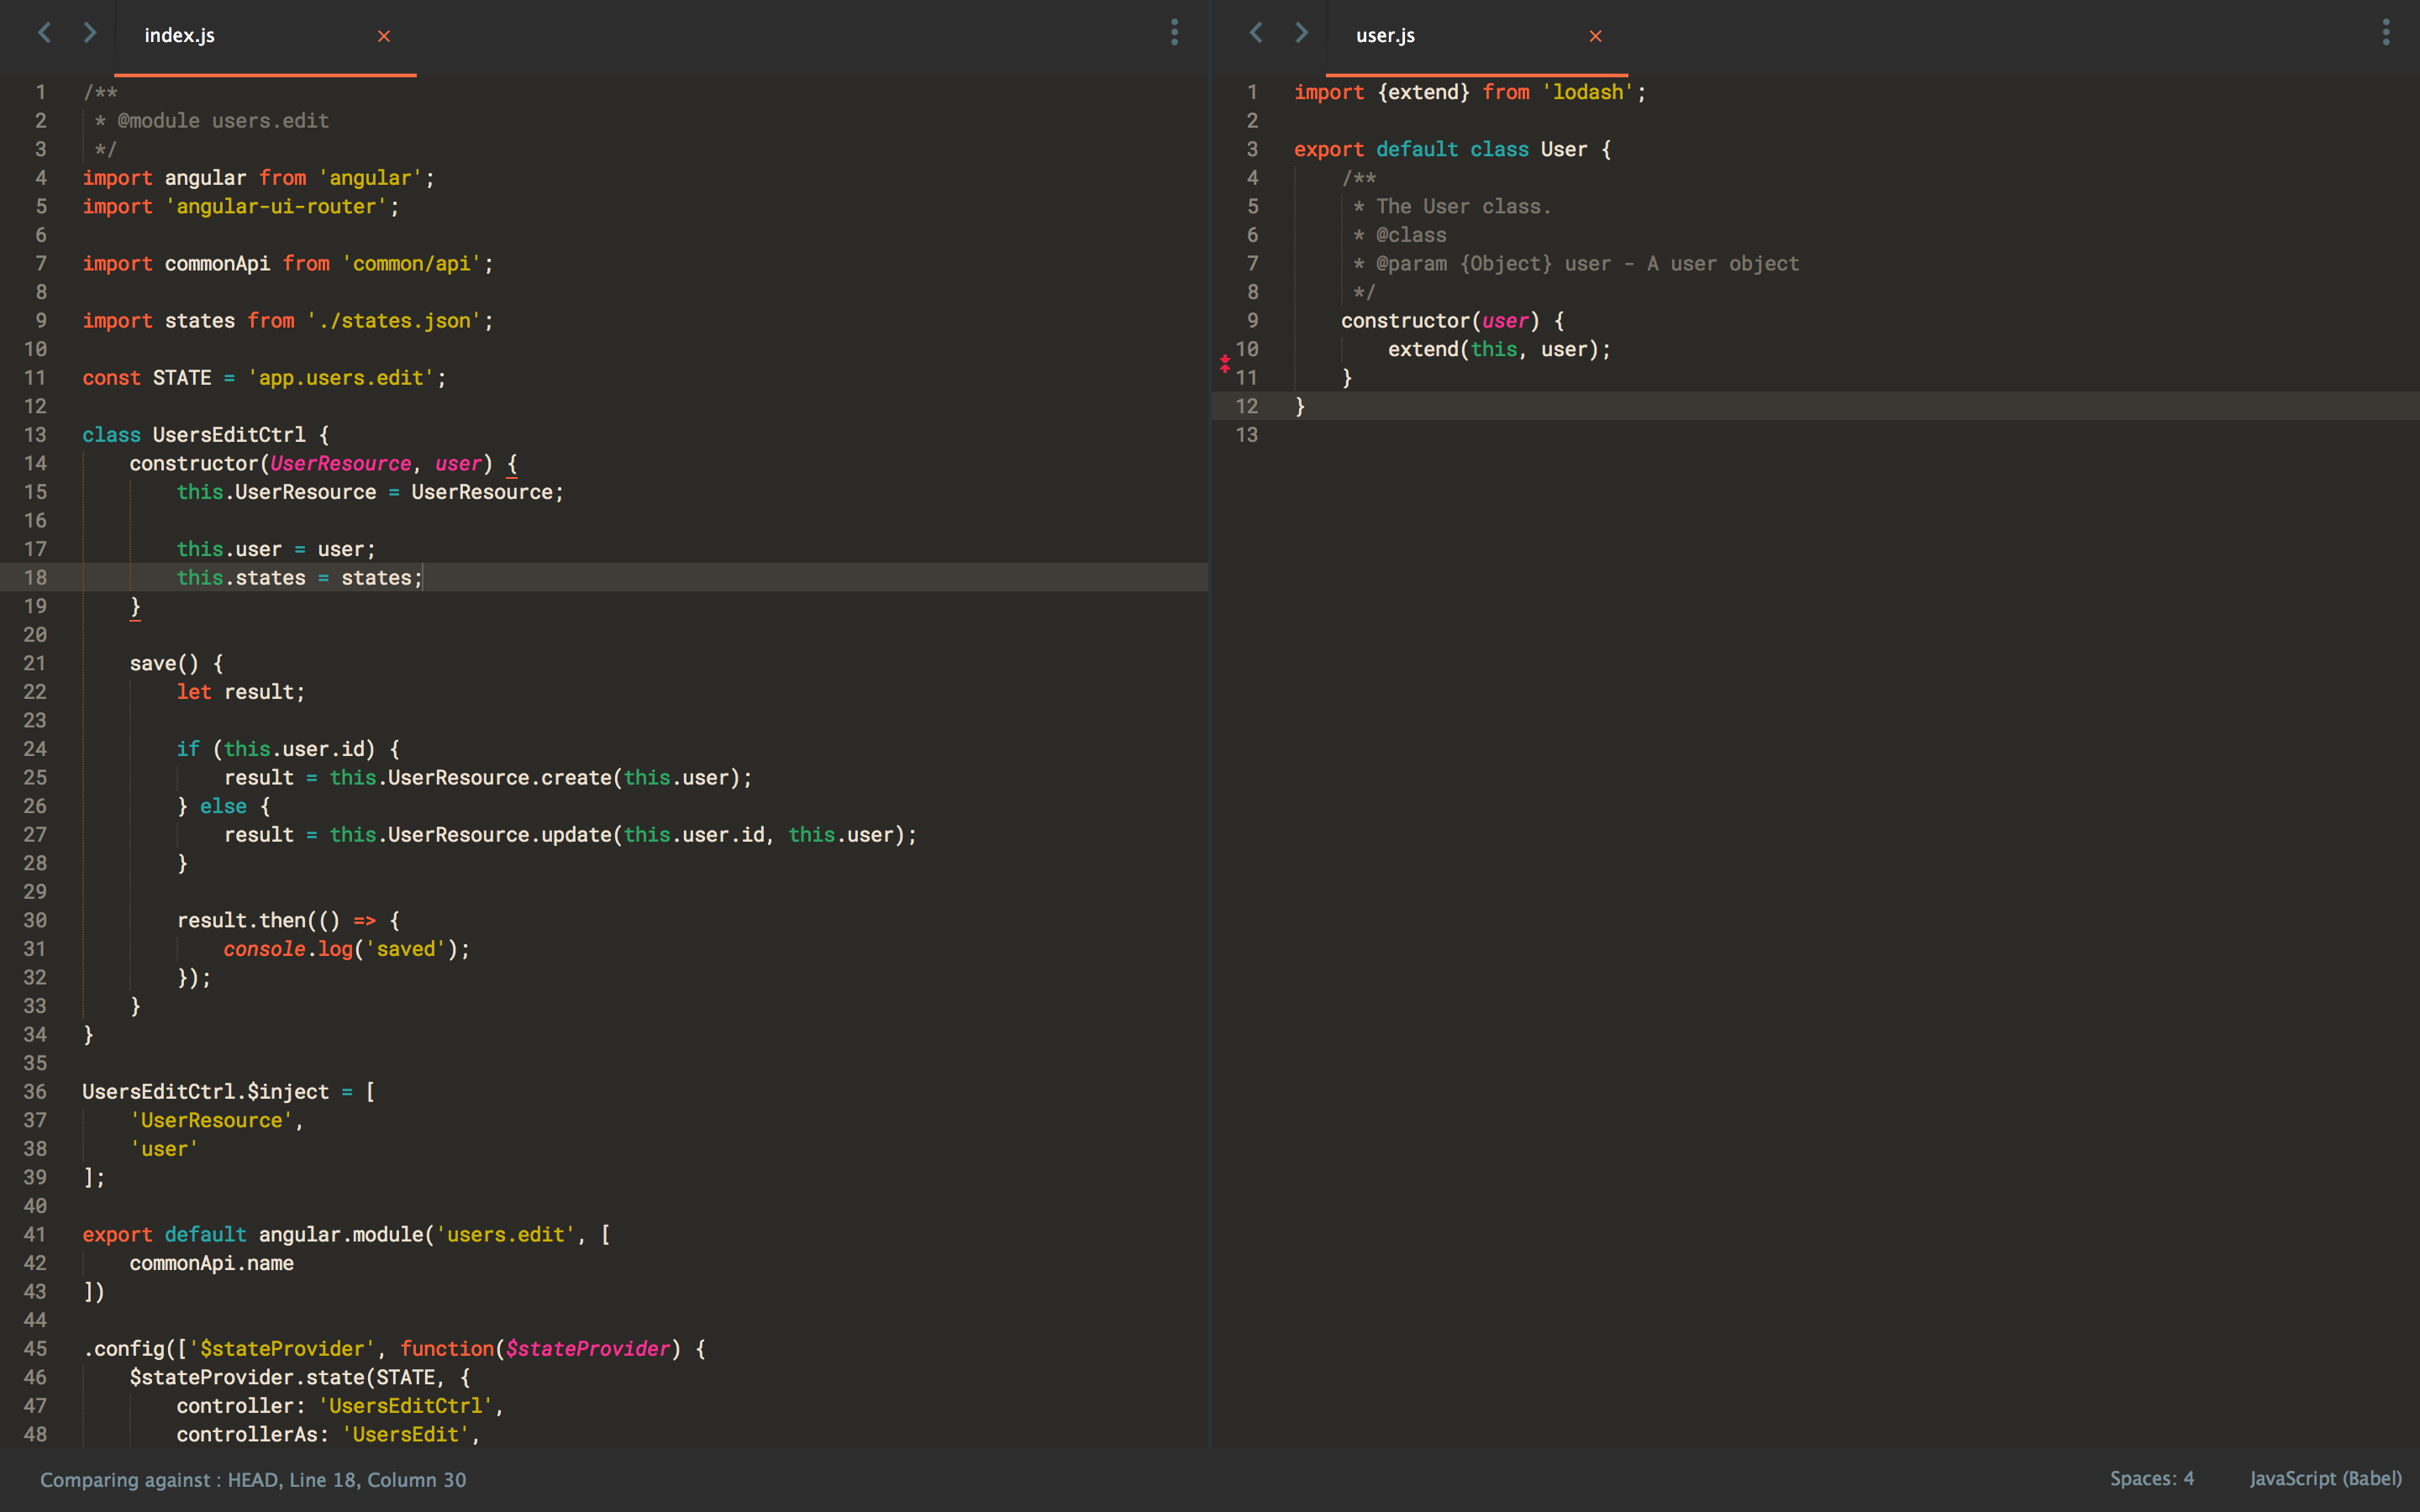 index.js ×
1 /**
2  * @module users.edit
3  */
4 import angular from 'angular';
5 import 'angular-ui-router';
6
7 import commonApi from 'common/api';
8
9 import states from './states.json';
10
11 const STATE = 'app.users.edit';
12
13 class UsersEditCtrl {
14     constructor(UserResource, user) {
15         this.UserResource = UserResource;
16
17         this.user = user;
18         this.states = states;
19     }
20
21     save() {
22         let result;
23
24         if (this.user.id) {
25             result = this.UserResource.create(this.user);
26         } else {
27             result = this.UserResource.update(this.user.id, this.user);
28         }
29
30         result.then(() => {
31             console.log('saved');
32         });
33     }
34 }
35
36 UsersEditCtrl.$inject = [
37     'UserResource',
38     'user'
39 ];
40
41 export default angular.module('users.edit', [
42     commonApi.name
43 ])
44
45 .config(['$stateProvider', function($stateProvider) {
46     $stateProvider.state(STATE, {
47         controller: 'UsersEditCtrl',
48         controllerAs: 'UsersEdit',
user.js ×
1 import {extend} from 'lodash';
2
3 export default class User {
4     /**
5      * The User class.
6      * @class
7      * @param {Object} user - A user object
8      */
9     constructor(user) {
10         extend(this, user);
11     }
12 }
13
Comparing against : HEAD, Line 18, Column 30
Spaces: 4
JavaScript (Babel)